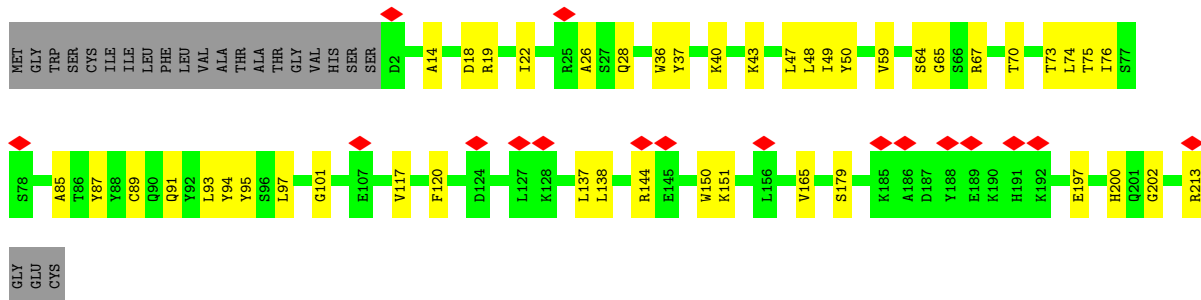 MET GLY TRP SER CYS ILE ILE LEU PHE LEU VAL ALA THR ALA THR GLY VAL HIS SER SER D2 A14 D18 R19 I22 R25 A26 S27 Q28 W36 Y37 K40 K43 L47 L48 I49 Y50 V59 S64 G65 S66 R67 T70 T73 L74 T75 I76 S77
S78 A85 T86 Y87 Y88 C89 Q90 Q91 Y92 L93 Y94 Y95 S96 L97 G101 E107 V117 F120 D124 L127 K128 L137 L138 R144 E145 W150 K151 L156 V165 S179 K185 A186 D187 Y188 E189 K190 H191 K192 E197 H200 Q201 G202 R213
GLY GLU CYS